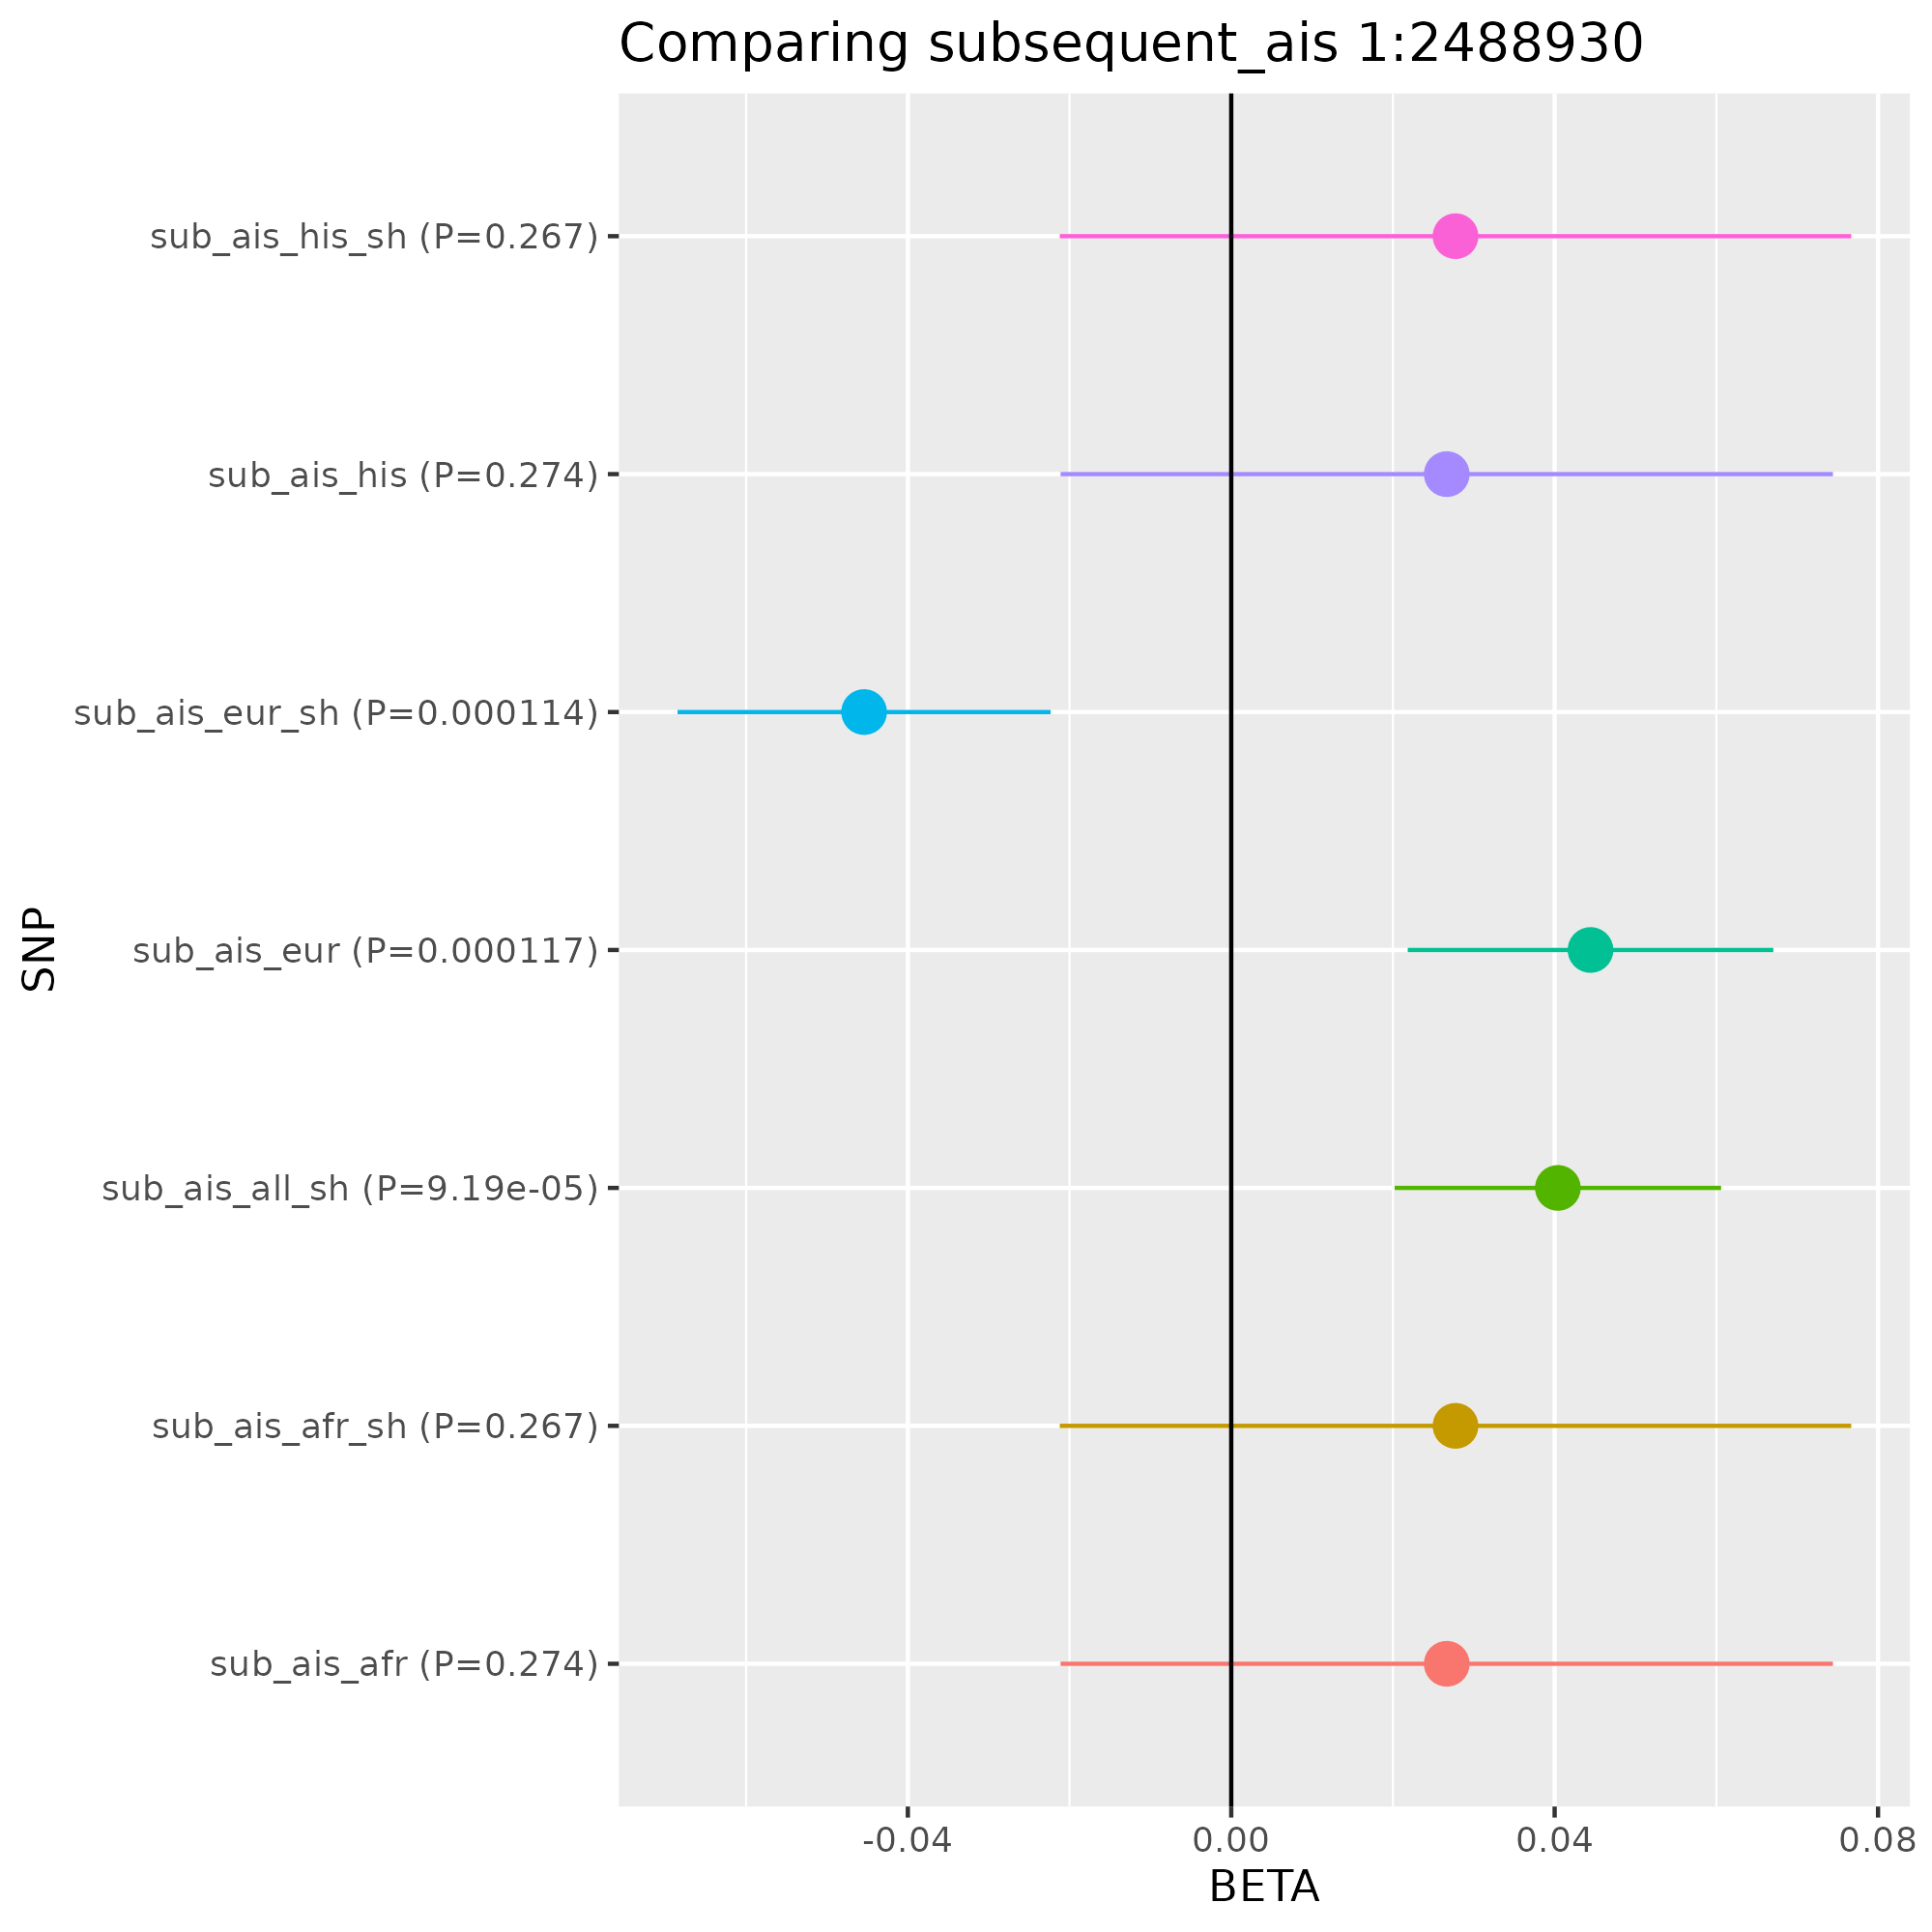 Comparing subsequent_ais 1:2488930
sub_ais_his_sh (P=0.267)
sub_ais_his (P=0.274)
sub_ais_eur_sh (P=0.000114)
sub_ais_eur (P=0.000117)
sub_ais_all_sh (P=9.19e-05)
sub_ais_afr_sh (P=0.267)
sub_ais_afr (P=0.274)
SNP
-0.04 0.00 0.04 0.08
BETA